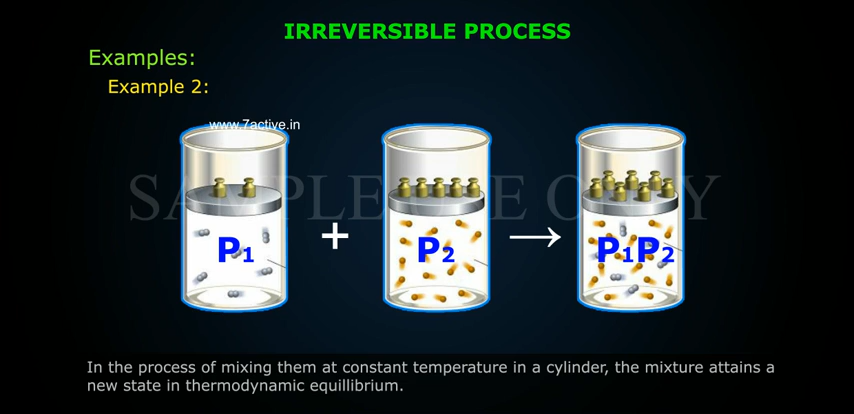 IRREVERSIBLE PROCESS
Examples:
Example 2:
www.7active.in
P1 + P2 → P1P2
In the process of mixing them at constant temperature in a cylinder, the mixture attains a
new state in thermodynamic equillibrium.